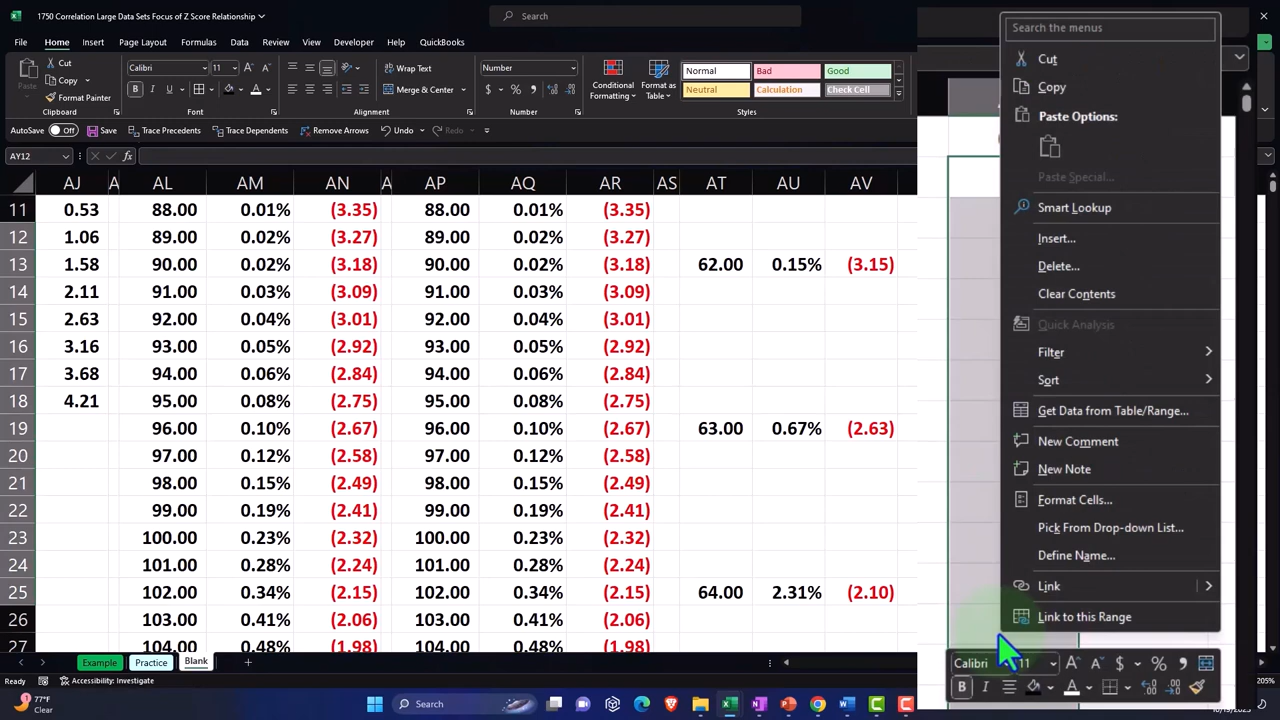 1750 Correlation Large Data Sets Focus of Z Score Relationship
Search
File Home Insert Page Layout Formulas Data Review View Developer Help QuickBooks
Paste
Cut
Copy
Format Painter
Clipboard
Calibri 11
Font
Wrap Text
Merge & Center
Alignment
Number
Number
Conditional Formatting
Format as Table
Normal Bad Good
Neutral Calculation Check Cell
Styles
AutoSave Off Save Trace Precedents Trace Dependents Remove Arrows Undo Redo
AY12 fx
AJ A AL AM AN A AP AQ AR AS AT AU AV
11 0.53 88.00 0.01% (3.35) 88.00 0.01% (3.35)
12 1.06 89.00 0.02% (3.27) 89.00 0.02% (3.27)
13 1.58 90.00 0.02% (3.18) 90.00 0.02% (3.18) 62.00 0.15% (3.15)
14 2.11 91.00 0.03% (3.09) 91.00 0.03% (3.09)
15 2.63 92.00 0.04% (3.01) 92.00 0.04% (3.01)
16 3.16 93.00 0.05% (2.92) 93.00 0.05% (2.92)
17 3.68 94.00 0.06% (2.84) 94.00 0.06% (2.84)
18 4.21 95.00 0.08% (2.75) 95.00 0.08% (2.75)
19 96.00 0.10% (2.67) 96.00 0.10% (2.67) 63.00 0.67% (2.63)
20 97.00 0.12% (2.58) 97.00 0.12% (2.58)
21 98.00 0.15% (2.49) 98.00 0.15% (2.49)
22 99.00 0.19% (2.41) 99.00 0.19% (2.41)
23 100.00 0.23% (2.32) 100.00 0.23% (2.32)
24 101.00 0.28% (2.24) 101.00 0.28% (2.24)
25 102.00 0.34% (2.15) 102.00 0.34% (2.15) 64.00 2.31% (2.10)
26 103.00 0.41% (2.06) 103.00 0.41% (2.06)
27 104.00 0.48% (1.98) 104.00 0.48% (1.98)
Example Practice Blank
Ready Accessibility: Investigate
205%
77°F
Clear
Search
Search the menus
Cut
Copy
Paste Options:
Paste Special...
Smart Lookup
Insert...
Delete...
Clear Contents
Quick Analysis
Filter
Sort
Get Data from Table/Range...
New Comment
New Note
Format Cells...
Pick From Drop-down List...
Define Name...
Link
Link to this Range
Calibri 11 A A $ %
B I A